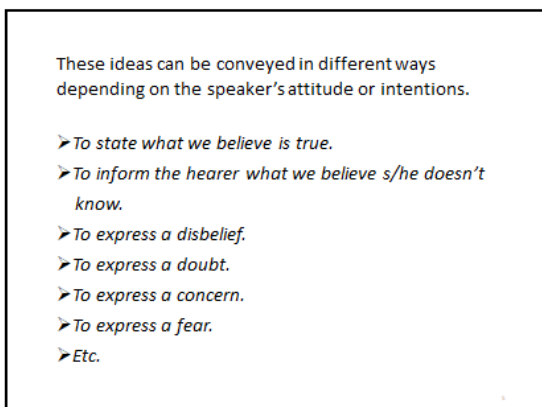 These ideas can be conveyed in different ways
depending on the speaker's attitude or intentions.
➤To state what we believe is true.
➤To inform the hearer what we believe s/he doesn't
know.
➤To express a disbelief.
➤To express a doubt.
➤To express a concern.
➤To express a fear.
➤Etc.